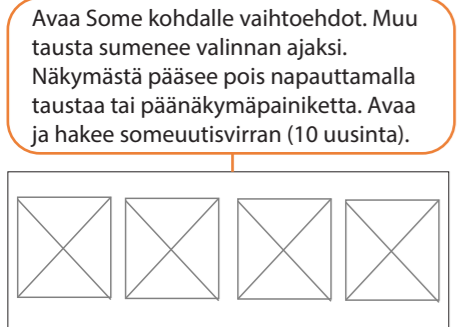 Avaa Some kohdalle vaihtoehdot. Muu
tausta sumenee valinnan ajaksi.
Näkymästä pääsee pois napauttamalla
taustaa tai päänäkymäpainiketta. Avaa
ja hakee someuutisvirran (10 uusinta).